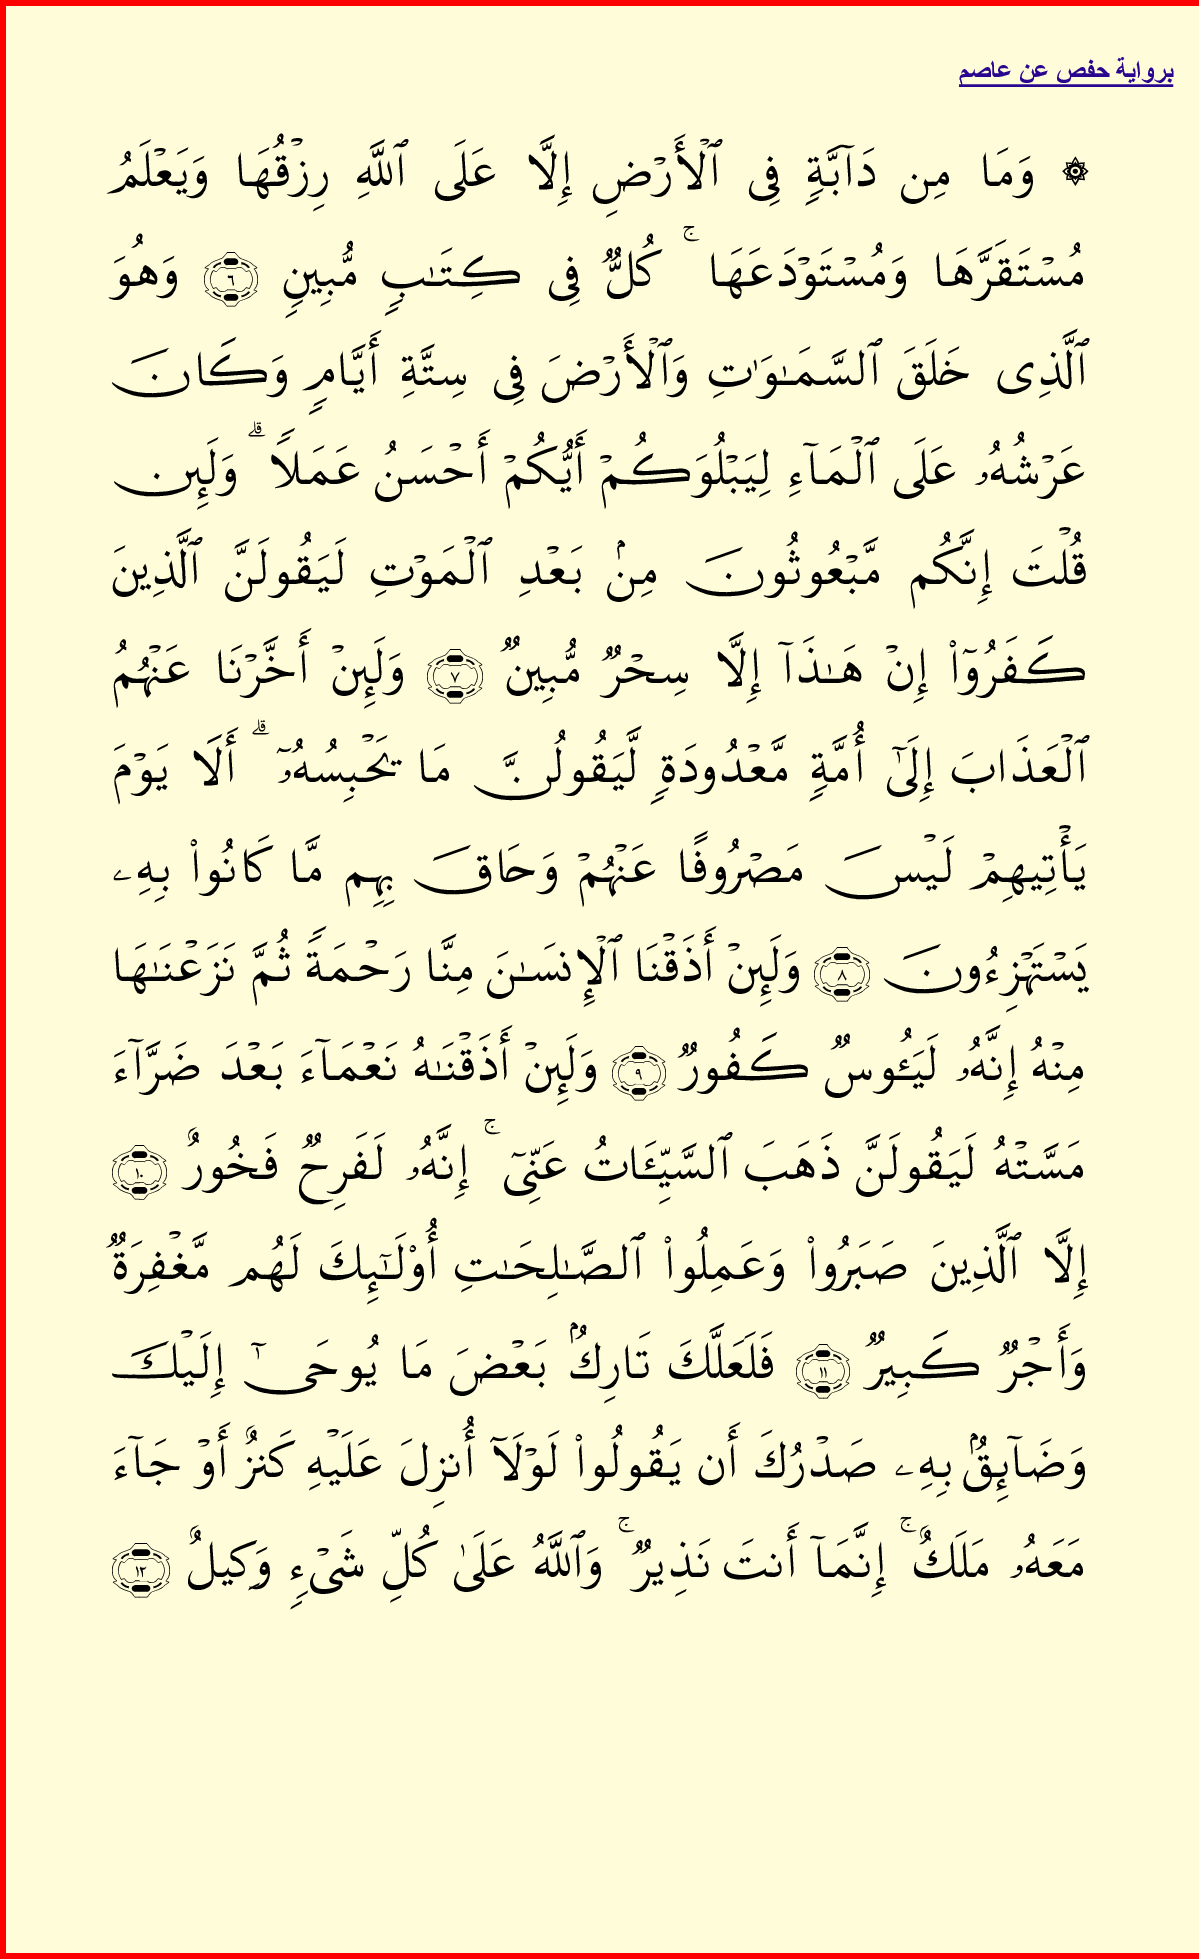 برواية حفص عن عاصم
۞ وَمَا مِن دَآبَّةٍۢ فِى ٱلْأَرْضِ إِلَّا عَلَى ٱللَّهِ رِزْقُهَا وَيَعْلَمُ
مُسْتَقَرَّهَا وَمُسْتَوْدَعَهَا ۚ كُلٌّۭ فِى كِتَـٰبٍۢ مُّبِينٍۢ ﴿٦﴾ وَهُوَ
ٱلَّذِى خَلَقَ ٱلسَّمَـٰوَٰتِ وَٱلْأَرْضَ فِى سِتَّةِ أَيَّامٍۢ وَكَانَ
عَرْشُهُۥ عَلَى ٱلْمَآءِ لِيَبْلُوَكُمْ أَيُّكُمْ أَحْسَنُ عَمَلًۭا ۗ وَلَئِن
قُلْتَ إِنَّكُم مَّبْعُوثُونَ مِنۢ بَعْدِ ٱلْمَوْتِ لَيَقُولَنَّ ٱلَّذِينَ
كَفَرُوٓا۟ إِنْ هَـٰذَآ إِلَّا سِحْرٌۭ مُّبِينٌۭ ﴿٧﴾ وَلَئِنْ أَخَّرْنَا عَنْهُمُ
ٱلْعَذَابَ إِلَىٰٓ أُمَّةٍۢ مَّعْدُودَةٍۢ لَّيَقُولُنَّ مَا يَحْبِسُهُۥٓ ۗ أَلَا يَوْمَ
يَأْتِيهِمْ لَيْسَ مَصْرُوفًا عَنْهُمْ وَحَاقَ بِهِم مَّا كَانُوا۟ بِهِۦ
يَسْتَهْزِءُونَ ﴿٨﴾ وَلَئِنْ أَذَقْنَا ٱلْإِنسَـٰنَ مِنَّا رَحْمَةًۭ ثُمَّ نَزَعْنَـٰهَا
مِنْهُ إِنَّهُۥ لَيَـُٔوسٌۭ كَفُورٌۭ ﴿٩﴾ وَلَئِنْ أَذَقْنَـٰهُ نَعْمَآءَ بَعْدَ ضَرَّآءَ
مَسَّتْهُ لَيَقُولَنَّ ذَهَبَ ٱلسَّيِّـَٔاتُ عَنِّىٓ ۚ إِنَّهُۥ لَفَرِحٌۭ فَخُورٌ ﴿١٠﴾
إِلَّا ٱلَّذِينَ صَبَرُوا۟ وَعَمِلُوا۟ ٱلصَّـٰلِحَـٰتِ أُو۟لَـٰٓئِكَ لَهُم مَّغْفِرَةٌۭ
وَأَجْرٌۭ كَبِيرٌۭ ﴿١١﴾ فَلَعَلَّكَ تَارِكٌۢ بَعْضَ مَا يُوحَىٰٓ إِلَيْكَ
وَضَآئِقٌۢ بِهِۦ صَدْرُكَ أَن يَقُولُوا۟ لَوْلَآ أُنزِلَ عَلَيْهِ كَنزٌ أَوْ جَآءَ
مَعَهُۥ مَلَكٌ ۚ إِنَّمَآ أَنتَ نَذِيرٌۭ ۚ وَٱللَّهُ عَلَىٰ كُلِّ شَىْءٍۢ وَكِيلٌ ﴿١٢﴾